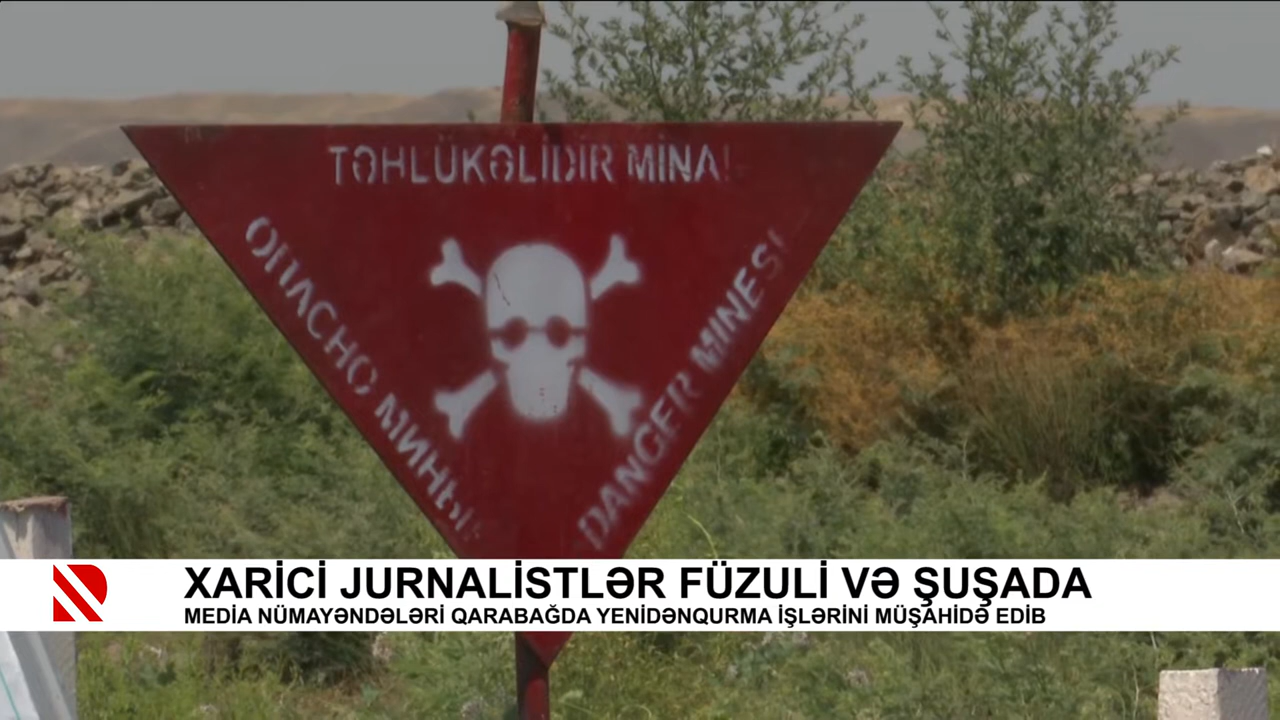 TƏHLÜKƏLİDİR MİNA!
ОПАСНО МИНЫ!
DANGER MINES!
XARİCİ JURNALİSTLƏR FÜZULİ VƏ ŞUŞADA
MEDIA NÜMAYƏNDƏLƏRİ QARABAĞDA YENİDƏNQURMA İŞLƏRİNİ MÜŞAHİDƏ EDİB